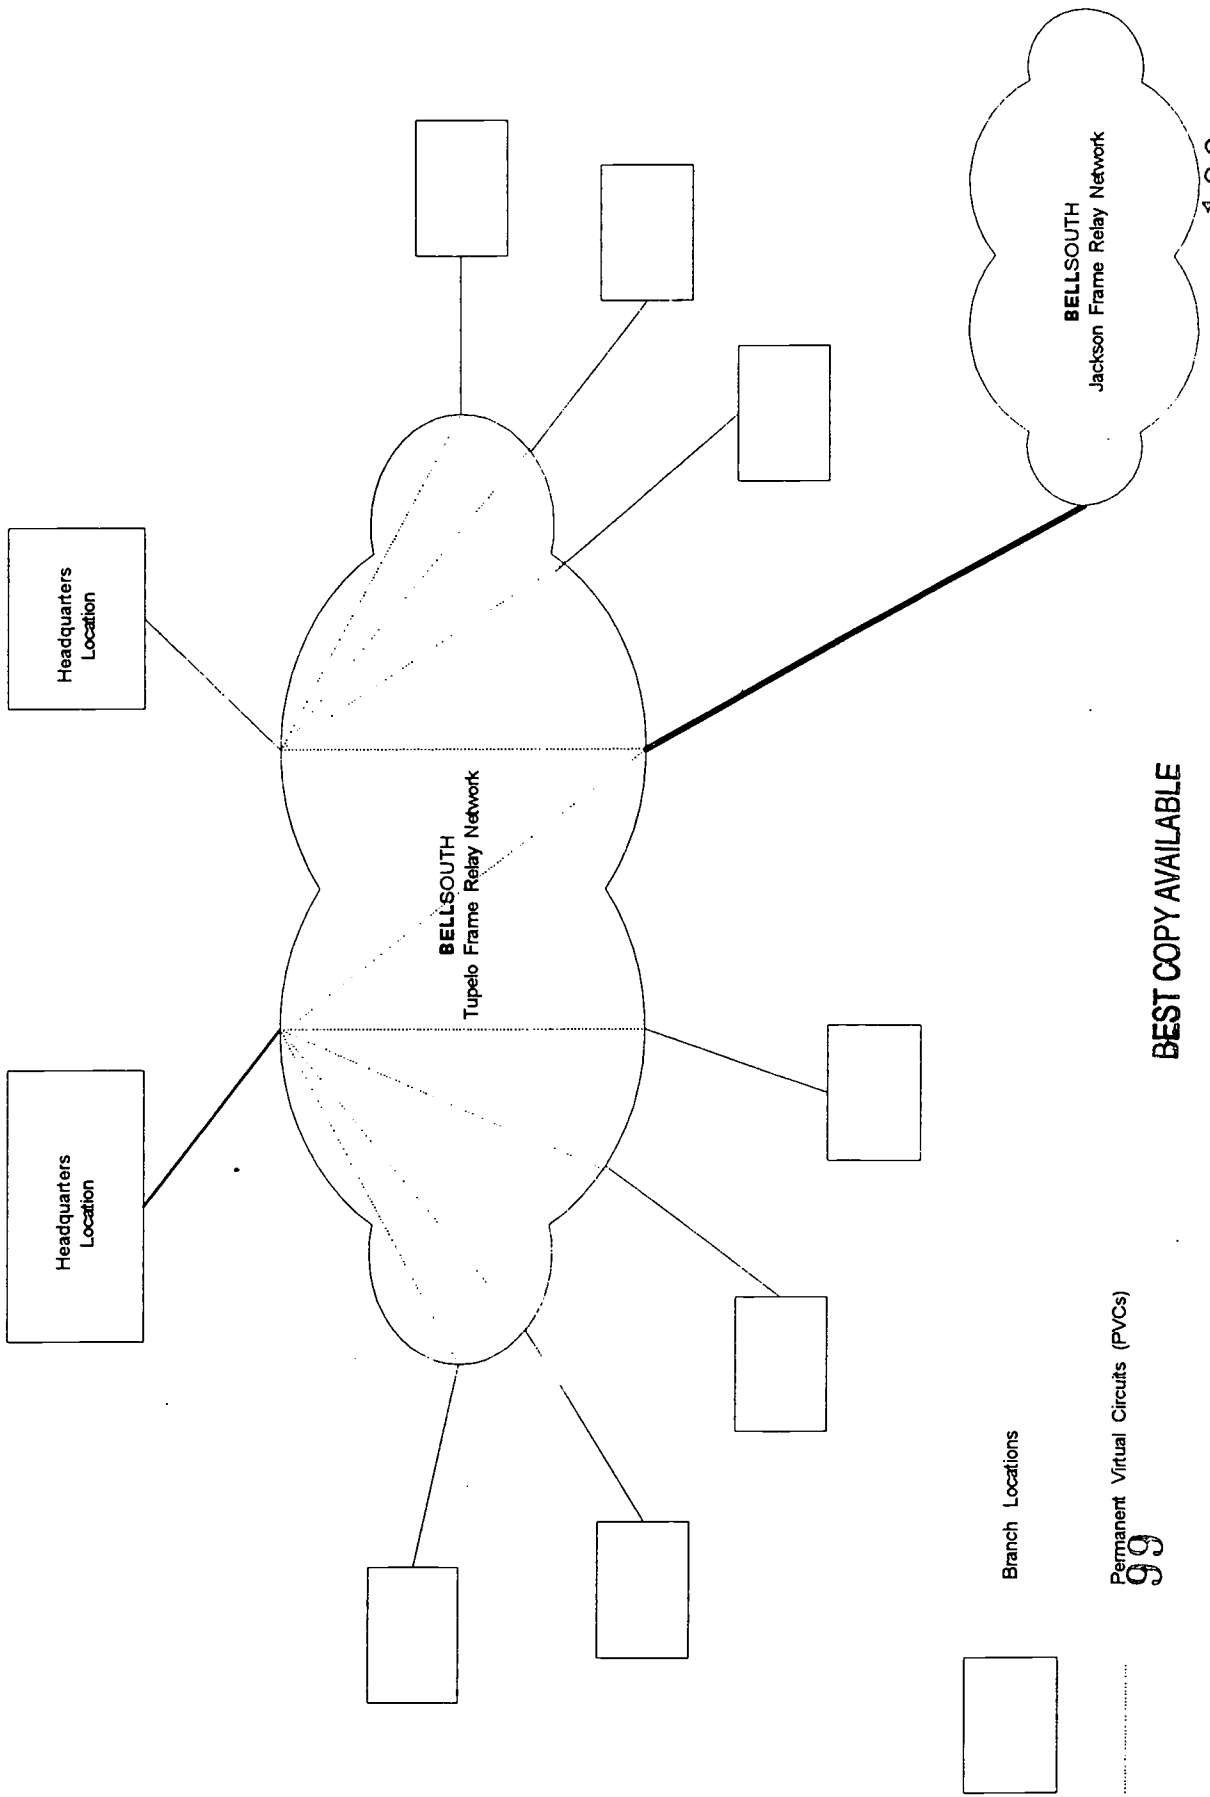 Headquarters
Location
Headquarters
Location
BELLSOUTH
Tupelo Frame Relay Network
BELLSOUTH
Jackson Frame Relay Network
Branch Locations
Permanent Virtual Circuits (PVCs)
99
BEST COPY AVAILABLE